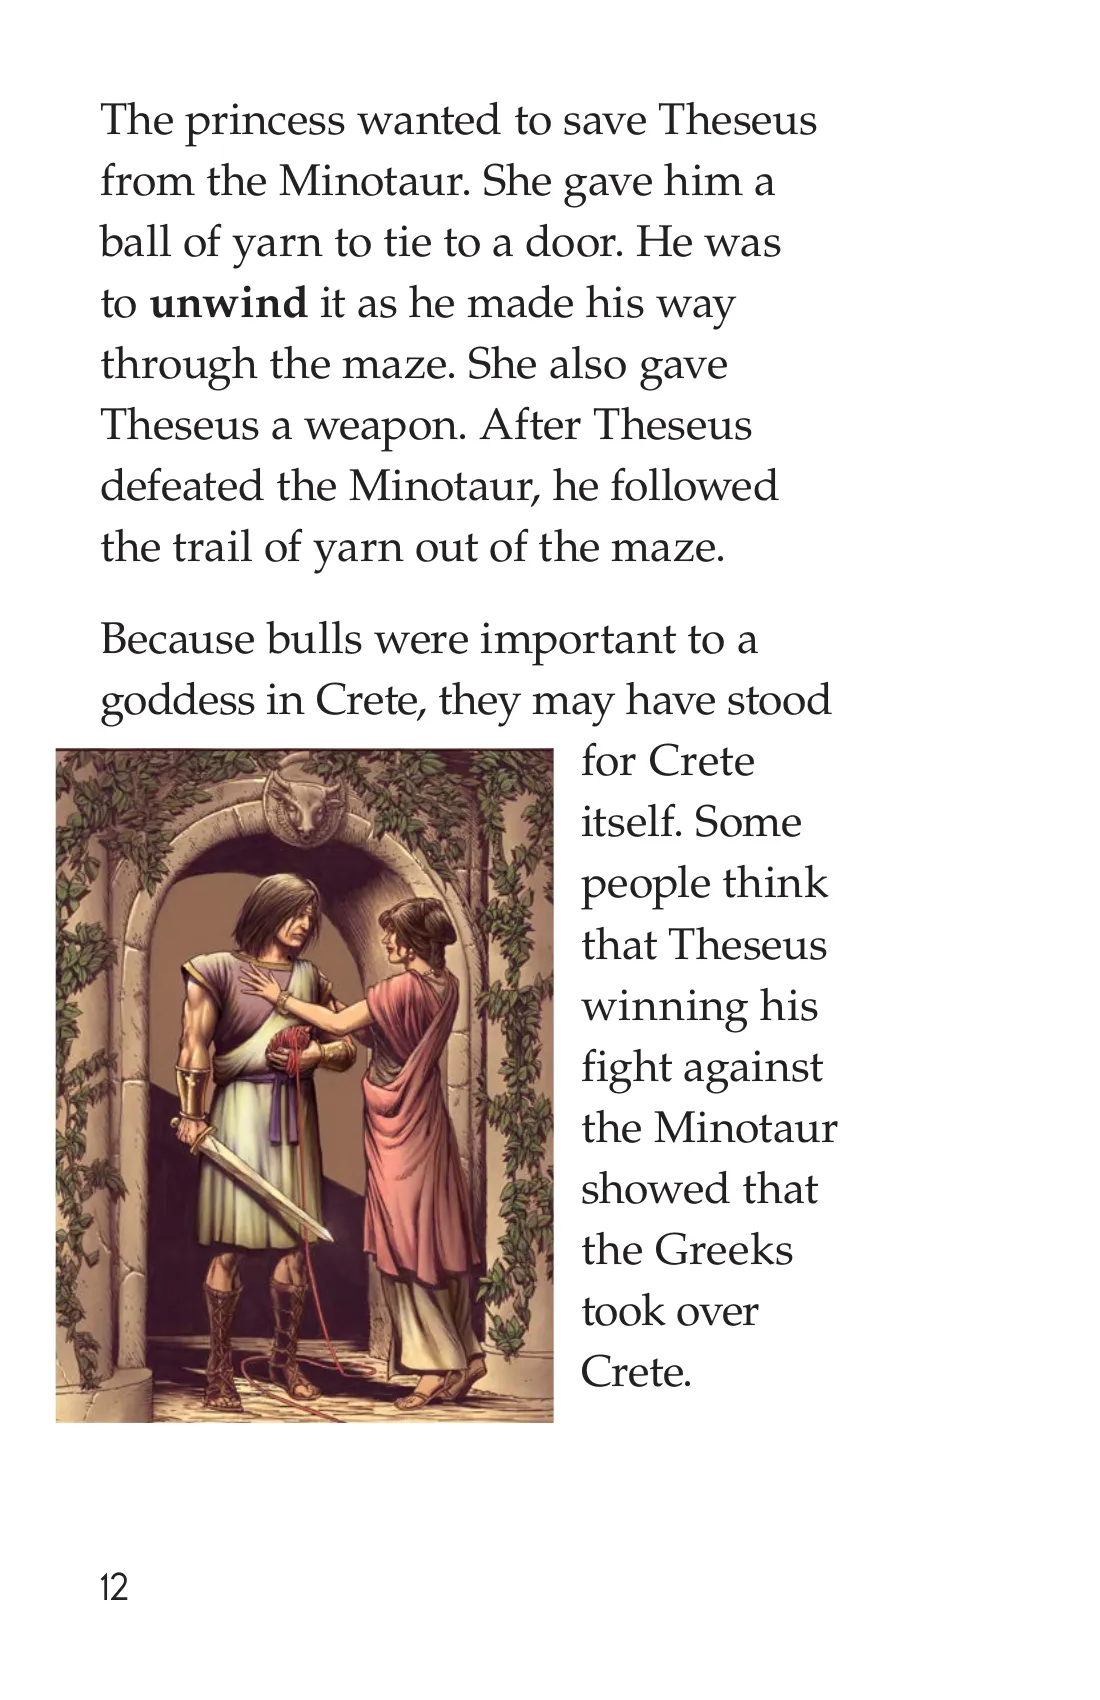 The princess wanted to save Theseus
from the Minotaur. She gave him a
ball of yarn to tie to a door. He was
to unwind it as he made his way
through the maze. She also gave
Theseus a weapon. After Theseus
defeated the Minotaur, he followed
the trail of yarn out of the maze.
Because bulls were important to a
goddess in Crete, they may have stood
for Crete
itself. Some
people think
that Theseus
winning his
fight against
the Minotaur
showed that
the Greeks
took over
Crete.
12